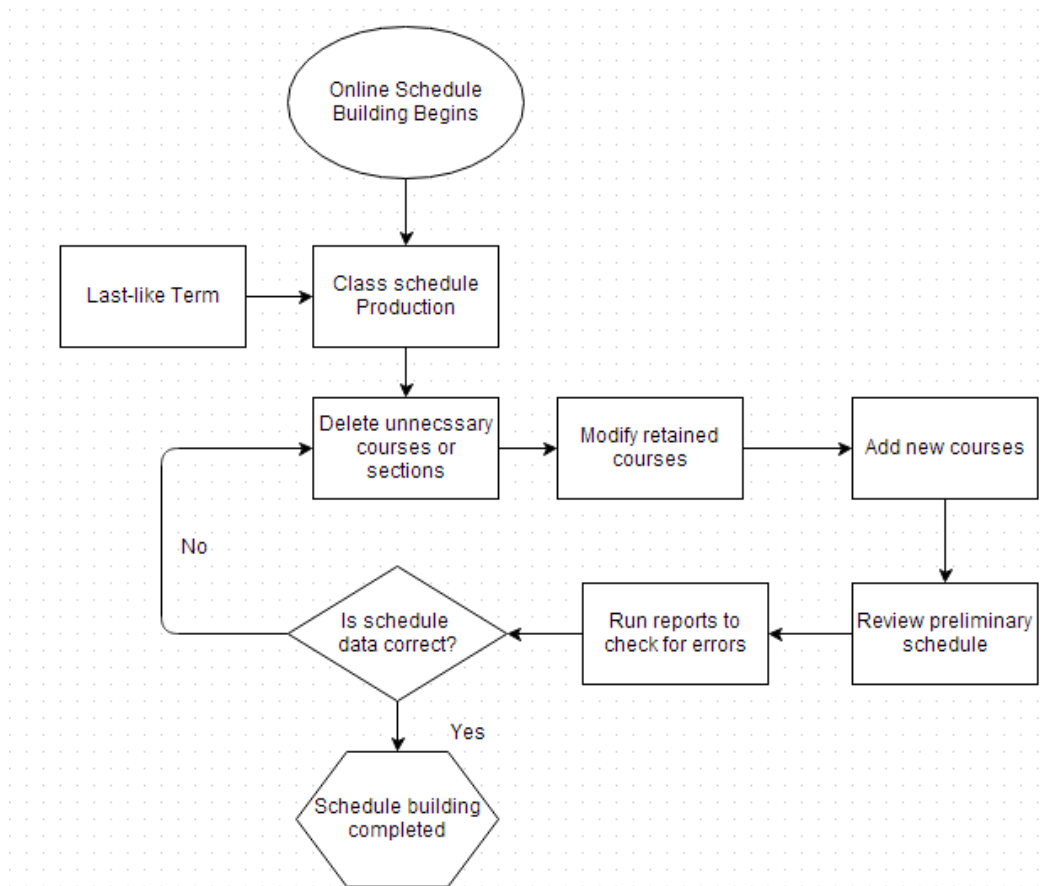 Online Schedule
Building Begins
Last-like Term
Class schedule
Production
Delete unnecssary
courses or
sections
Modify retained
courses
Add new courses
No
Is schedule
data correct?
Run reports to
check for errors
Review preliminary
schedule
Yes
Schedule building
completed